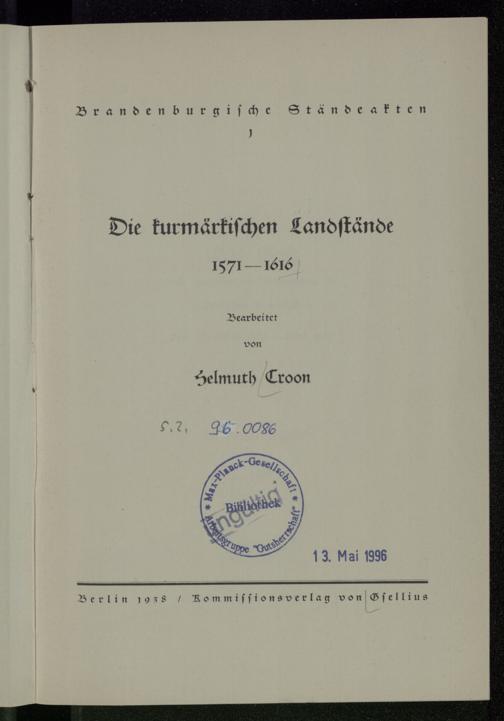 Brandenburgische Ständeakten
1
Die kurmärkischen Landstände
1571—1616
Bearbeitet
von
Helmuth Croon
S.2, 96.0086
Max-Planck-Gesellschaft
Bibliothek
ungültig
Arbeitsgruppe "Gutsherrschaft"
13. Mai 1996
Berlin 1938 / Kommissionsverlag von Gsellius